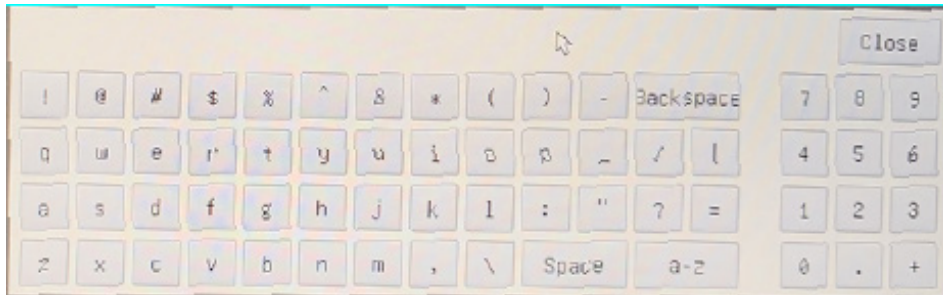 Close
! @ # $ % ^ & * ( ) - Backspace 7 8 9
q w e r t y u i o p _ / l 4 5 6
a s d f g h j k l : " ? = 1 2 3
z x c v b n m , \ Space a-z 0 . +